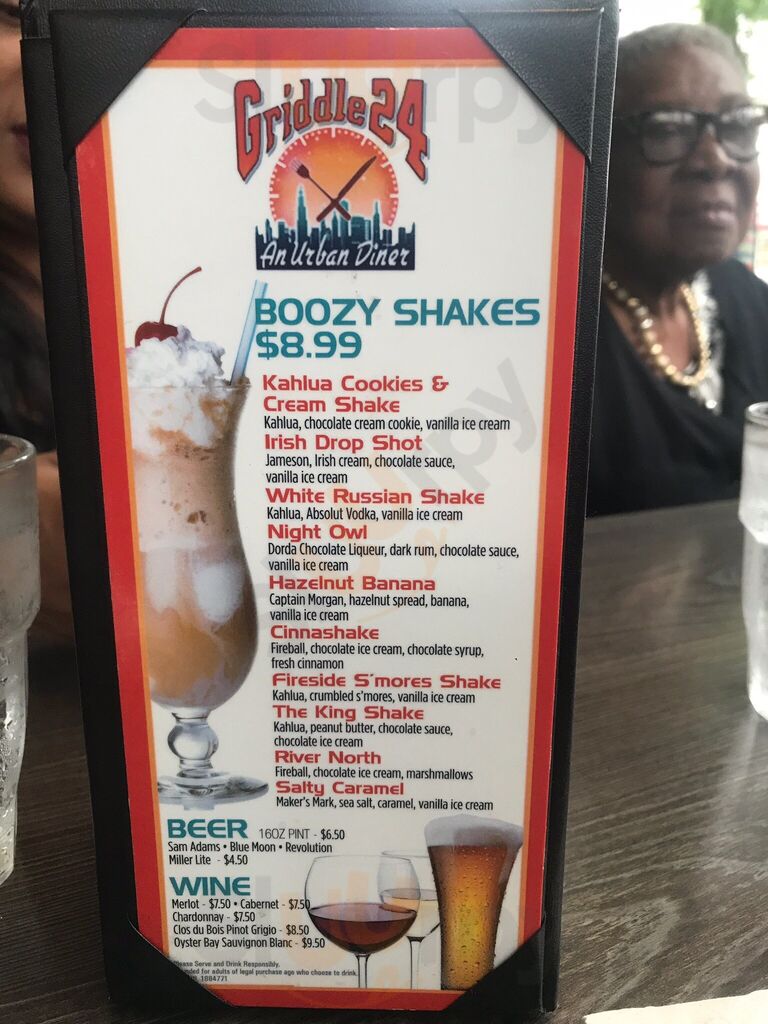 Griddle24
An Urban Diner
BOOZY SHAKES
$8.99
Kahlua Cookies &
Cream Shake
Kahlua, chocolate cream cookie, vanilla ice cream
Irish Drop Shot
Jameson, Irish cream, chocolate sauce,
vanilla ice cream
White Russian Shake
Kahlua, Absolut Vodka, vanilla ice cream
Night Owl
Dorda Chocolate Liqueur, dark rum, chocolate sauce,
vanilla ice cream
Hazelnut Banana
Captain Morgan, hazelnut spread, banana,
vanilla ice cream
Cinnashake
Fireball, chocolate ice cream, chocolate syrup,
fresh cinnamon
Fireside S'mores Shake
Kahlua, crumbled s'mores, vanilla ice cream
The King Shake
Kahlua, peanut butter, chocolate sauce,
chocolate ice cream
River North
Fireball, chocolate ice cream, marshmallows
Salty Caramel
Maker's Mark, sea salt, caramel, vanilla ice cream
BEER 16OZ PINT - $6.50
Sam Adams • Blue Moon • Revolution
Miller Lite - $4.50
WINE
Merlot - $7.50 • Cabernet - $7.50
Chardonnay - $7.50
Clos du Bois Pinot Grigio - $8.50
Oyster Bay Sauvignon Blanc - $9.50
Please Serve and Drink Responsibly.
for adults of legal purchase age who choose to drink.
1884771